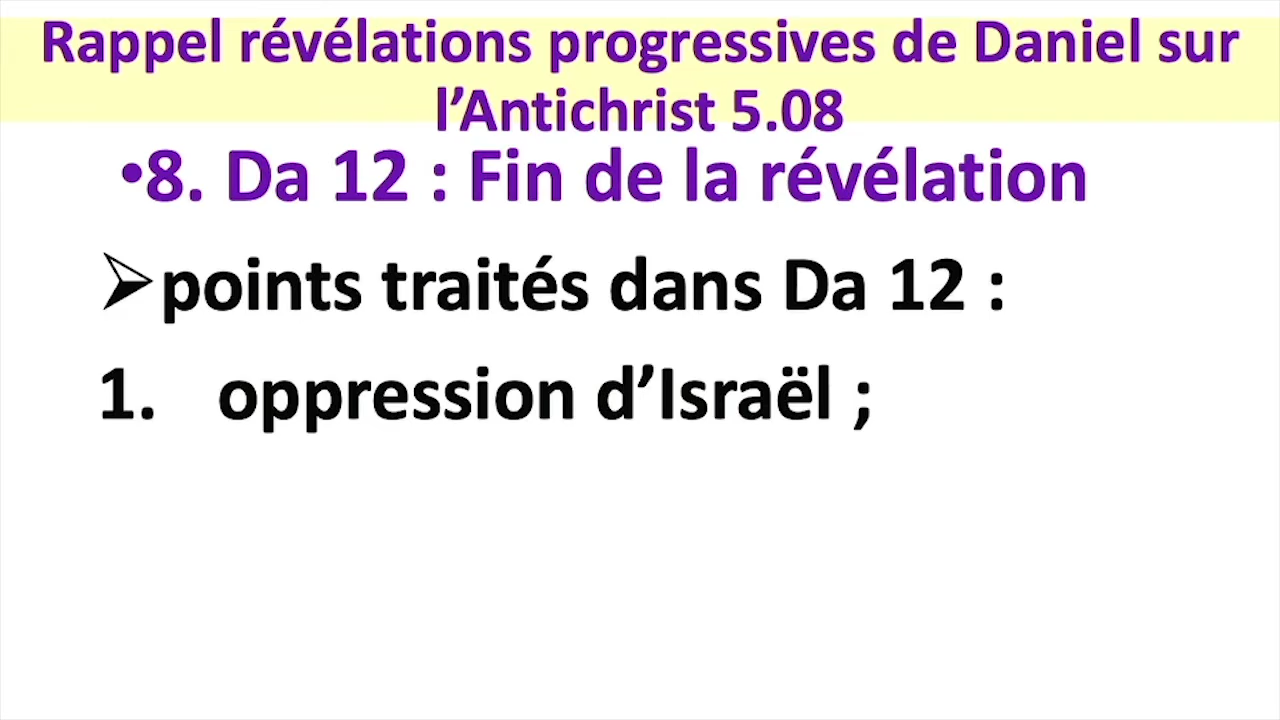 Rappel révélations progressives de Daniel sur
l’Antichrist 5.08
•8. Da 12 : Fin de la révélation
➢points traités dans Da 12 :
1. oppression d’Israël ;